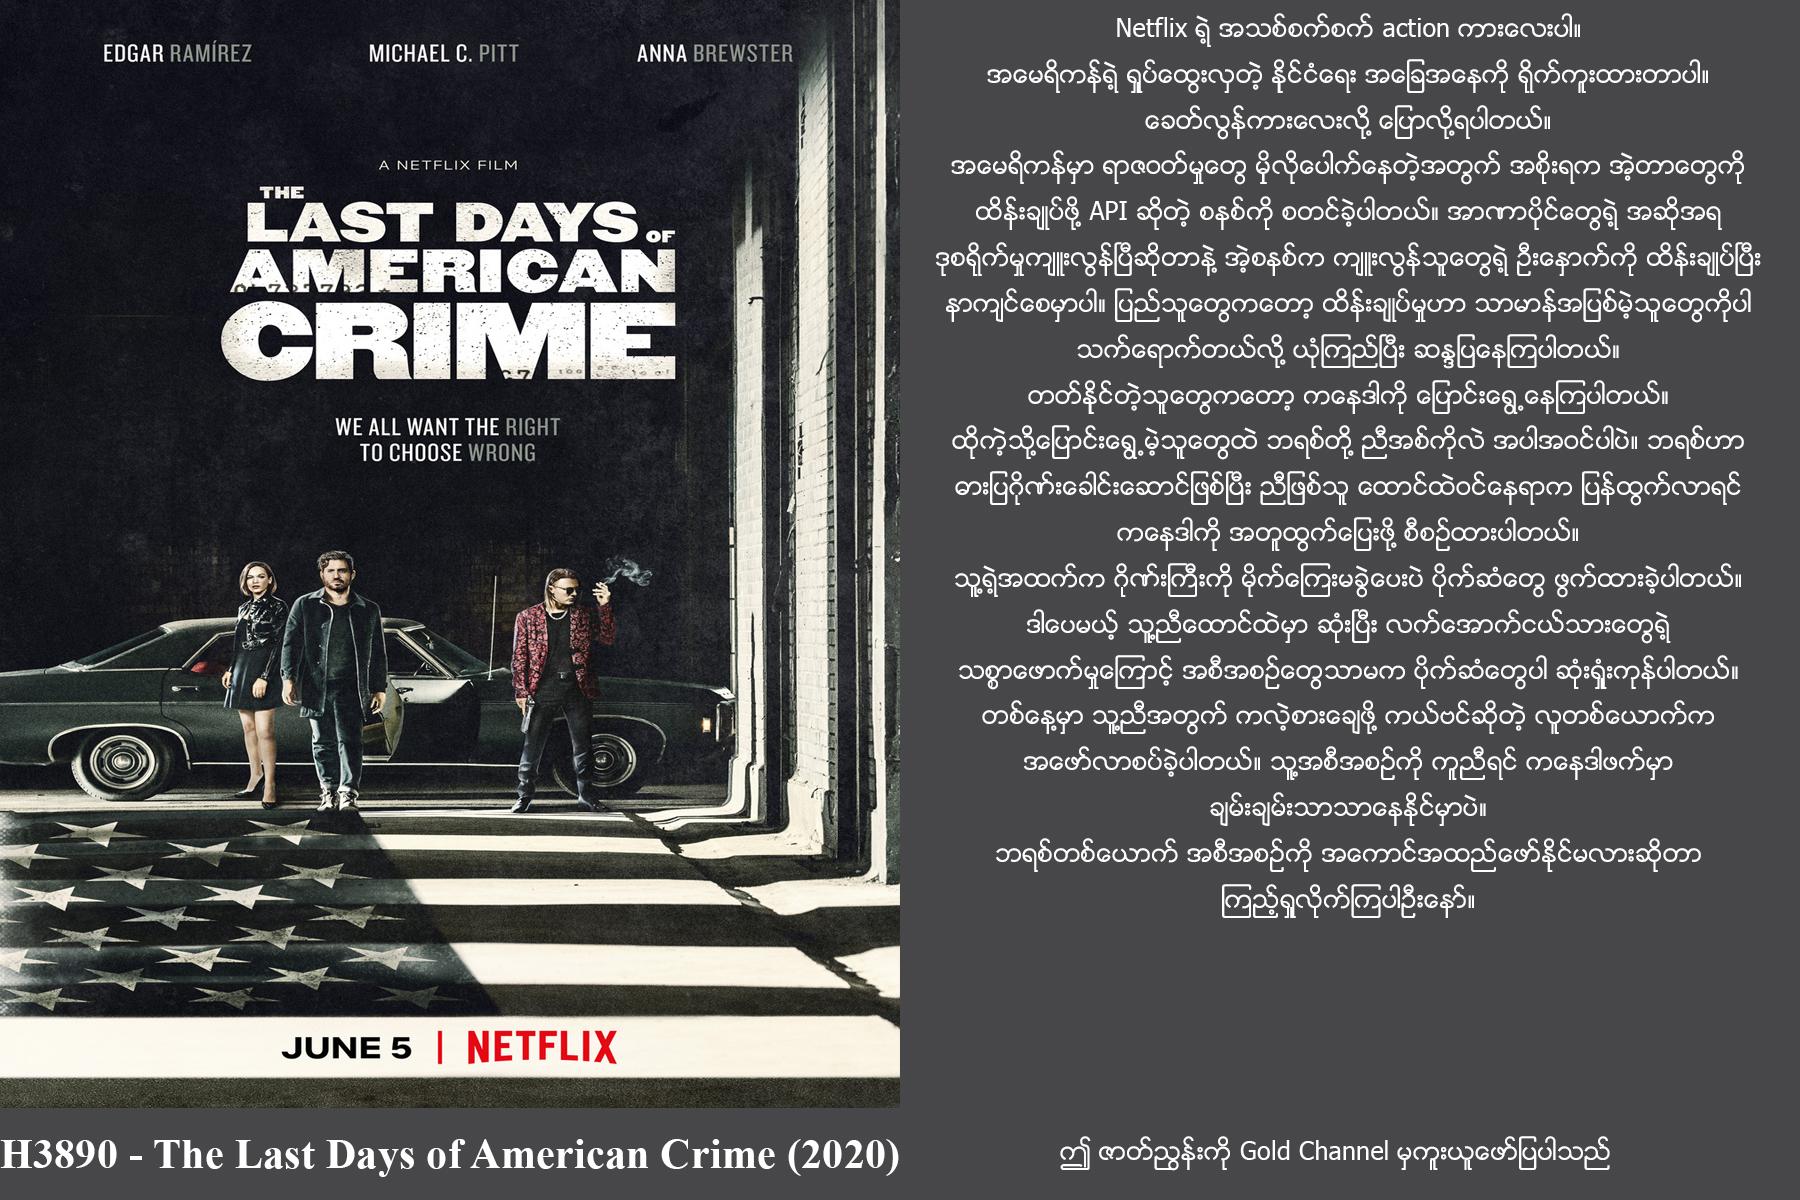 EDGAR RAMÍREZ
MICHAEL C. PITT
ANNA BREWSTER
A NETFLIX FILM
THE
LAST DAYS OF
AMERICAN
CRIME
WE ALL WANT THE RIGHT
TO CHOOSE WRONG
JUNE 5 | NETFLIX
H3890 - The Last Days of American Crime (2020)
Netflix ရဲ့ အသစ်စက်စက် action ကားလေးပါ။
အမေရိကန်ရဲ့ ရှုပ်ထွေးလှတဲ့ နိုင်ငံရေး အခြေအနေကို ရိုက်ကူးထားတာပါ။
ခေတ်လွန်ကားလေးလို့ ပြောလို့ရပါတယ်။
အမေရိကန်မှာ ရာဇဝတ်မှုတွေ မှိုလိုပေါက်နေတဲ့အတွက် အစိုးရက အဲ့တာတွေကို
ထိန်းချုပ်ဖို့ API ဆိုတဲ့ စနစ်ကို စတင်ခဲ့ပါတယ်။ အာဏာပိုင်တွေရဲ့ အဆိုအရ
ဒုစရိုက်မှုကျူးလွန်ပြီဆိုတာနဲ့ အဲ့စနစ်က ကျူးလွန်သူတွေရဲ့ ဦးနှောက်ကို ထိန်းချုပ်ပြီး
နာကျင်စေမှာပါ။ ပြည်သူတွေကတော့ ထိန်းချုပ်မှုဟာ သာမာန်အပြစ်မဲ့သူတွေကိုပါ
သက်ရောက်တယ်လို့ ယုံကြည်ပြီး ဆန္ဒပြနေကြပါတယ်။
တတ်နိုင်တဲ့သူတွေကတော့ ကနေဒါကို ပြောင်းရွှေ့နေကြပါတယ်။
ထိုကဲ့သို့ပြောင်းရွှေ့မဲ့သူတွေထဲ ဘရစ်တို့ ညီအစ်ကိုလဲ အပါအဝင်ပါပဲ။ ဘရစ်ဟာ
ဓားပြဂိုဏ်းခေါင်းဆောင်ဖြစ်ပြီး ညီဖြစ်သူ ထောင်ထဲဝင်နေရာက ပြန်ထွက်လာရင်
ကနေဒါကို အတူထွက်ပြေးဖို့ စီစဉ်ထားပါတယ်။
သူ့ရဲ့အထက်က ဂိုဏ်းကြီးကို မိုက်ကြေးမခွဲပေးပဲ ပိုက်ဆံတွေ ဖွက်ထားခဲ့ပါတယ်။
ဒါပေမယ့် သူ့ညီထောင်ထဲမှာ ဆုံးပြီး လက်အောက်ငယ်သားတွေရဲ့
သစ္စာဖောက်မှုကြောင့် အစီအစဉ်တွေသာမက ပိုက်ဆံတွေပါ ဆုံးရှုံးကုန်ပါတယ်။
တစ်နေ့မှာ သူ့ညီအတွက် ကလဲ့စားချေဖို့ ကယ်ဗင်ဆိုတဲ့ လူတစ်ယောက်က
အဖော်လာစပ်ခဲ့ပါတယ်။ သူ့အစီအစဉ်ကို ကူညီရင် ကနေဒါဖက်မှာ
ချမ်းချမ်းသာသာနေနိုင်မှာပဲ။
ဘရစ်တစ်ယောက် အစီအစဉ်ကို အကောင်အထည်ဖော်နိုင်မလားဆိုတာ
ကြည့်ရှုလိုက်ကြပါဦးနော်။
ဤ ဇာတ်ညွှန်းကို Gold Channel မှကူးယူဖော်ပြပါသည်